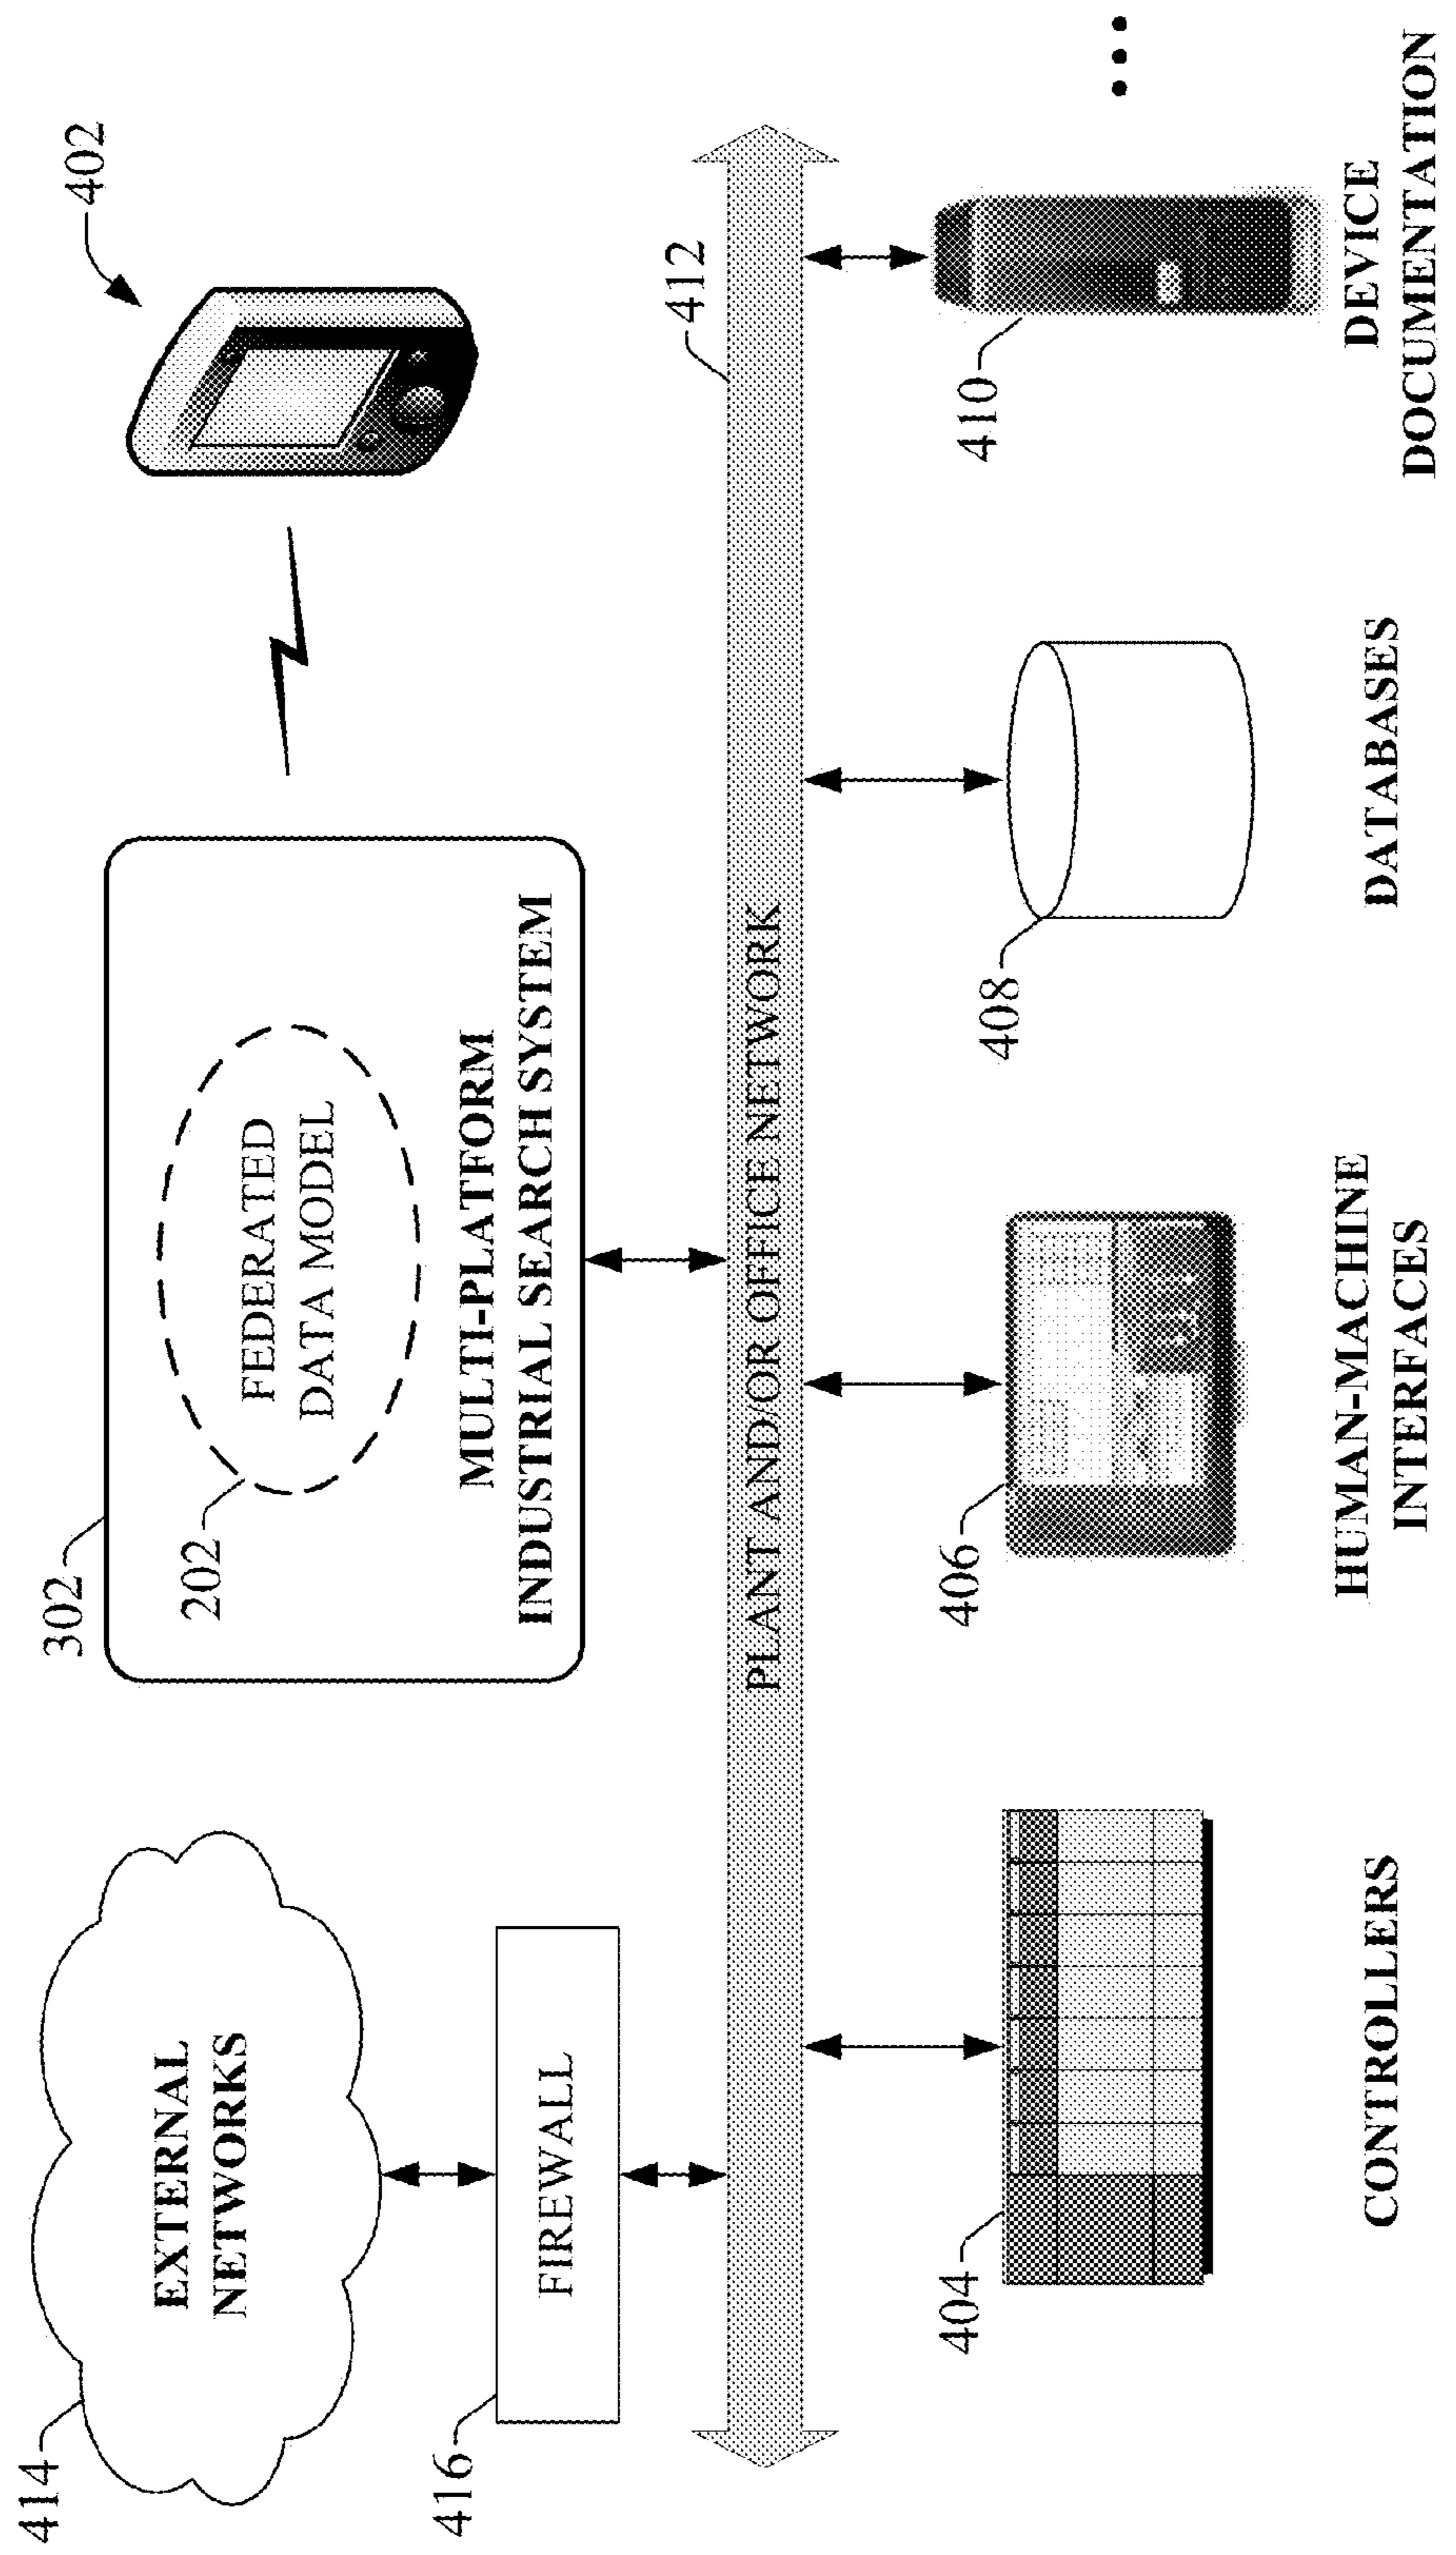 414
EXTERNAL
NETWORKS
416
FIREWALL
302
202
FEDERATED
DATA MODEL
MULTI-PLATFORM
INDUSTRIAL SEARCH SYSTEM
402
412
PLANT AND/OR OFFICE NETWORK
404
CONTROLLERS
406
HUMAN-MACHINE
INTERFACES
408
DATABASES
410
DEVICE
DOCUMENTATION